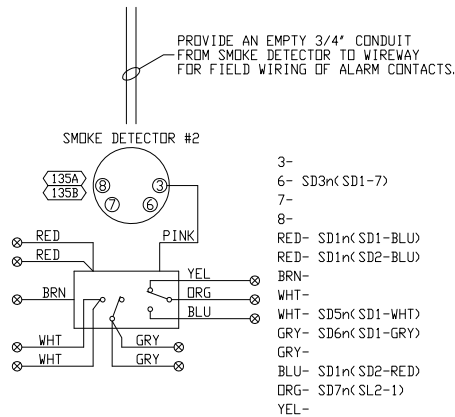 PROVIDE AN EMPTY 3/4" CONDUIT
FROM SMOKE DETECTOR TO WIREWAY
FOR FIELD WIRING OF ALARM CONTACTS.
SMOKE DETECTOR #2
135A
135B
8
3
7
6
RED
RED
PINK
BRN
YEL
ORG
BLU
WHT
WHT
GRY
GRY
3-
6- SD3n(SD1-7)
7-
8-
RED- SD1n(SD1-BLU)
RED- SD1n(SD2-BLU)
BRN-
WHT-
WHT- SD5n(SD1-WHT)
GRY- SD6n(SD1-GRY)
GRY-
BLU- SD1n(SD2-RED)
ORG- SD7n(SL2-1)
YEL-